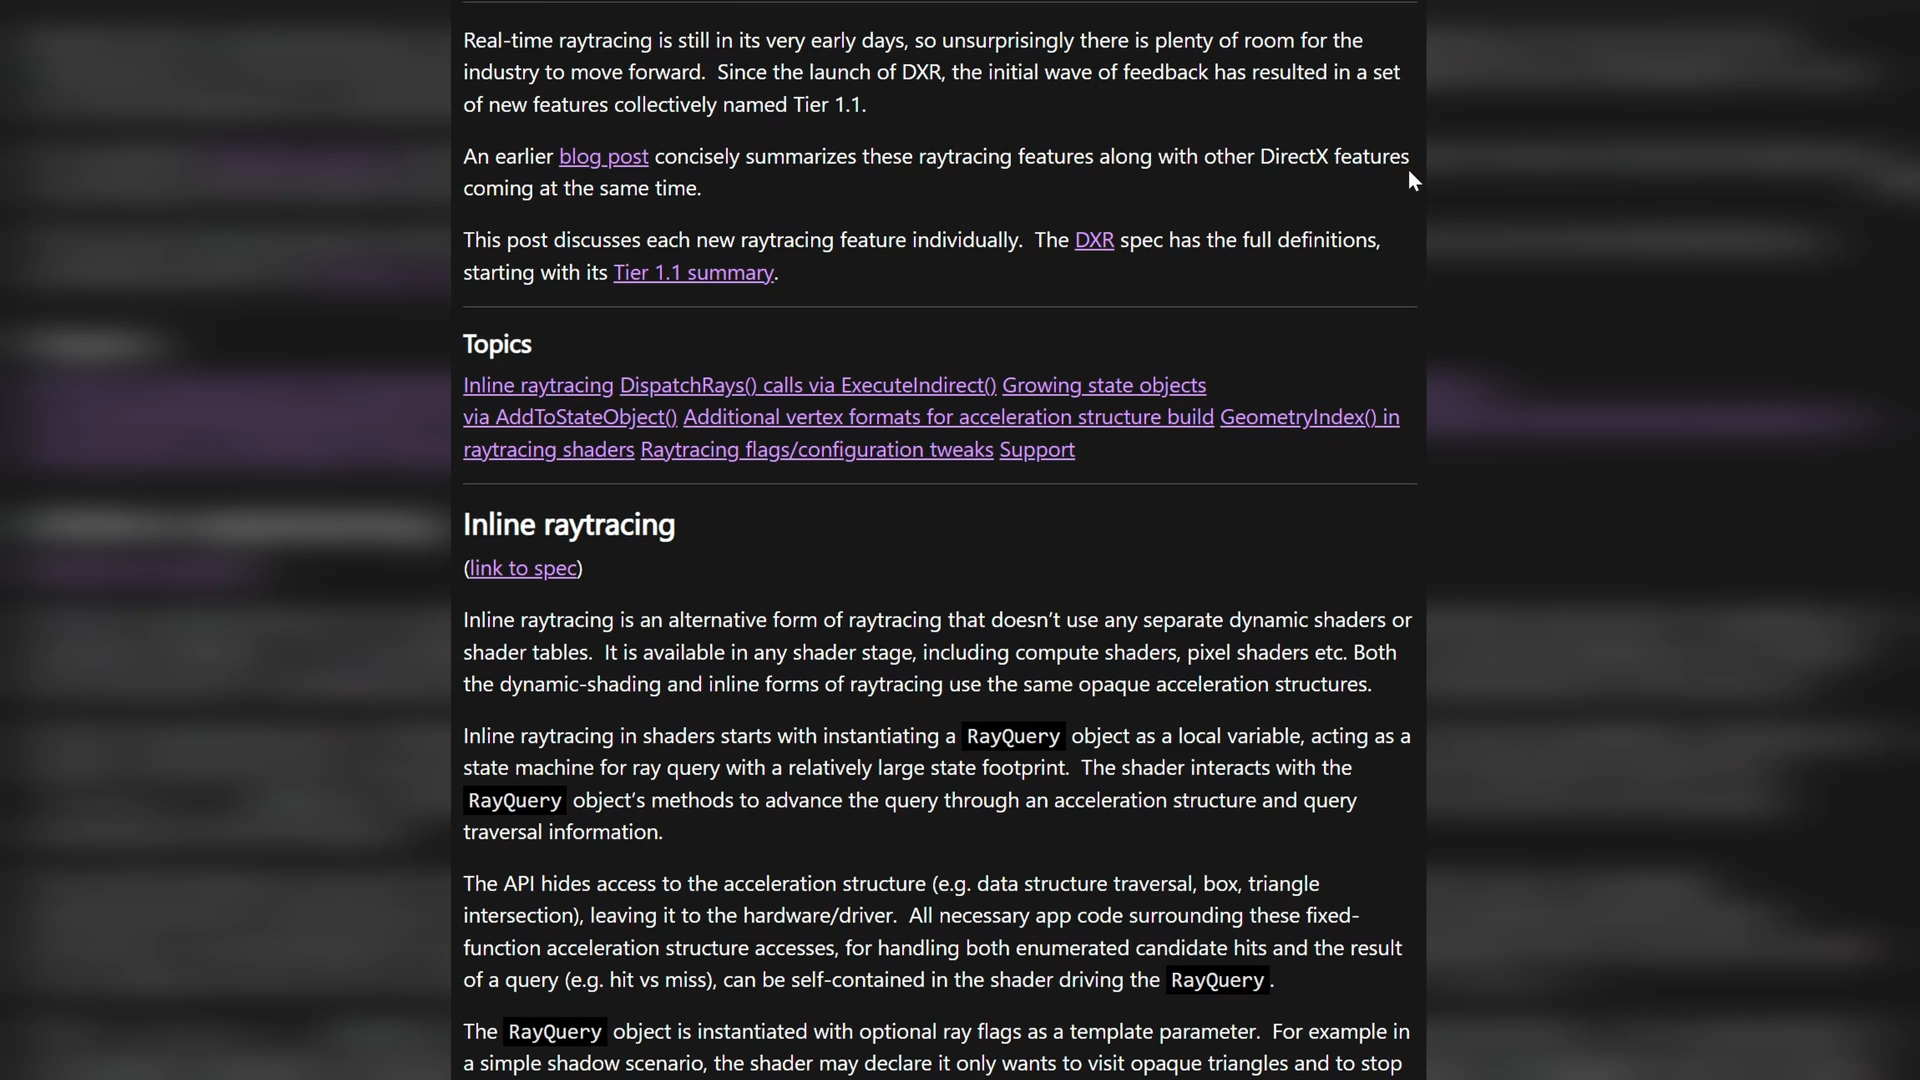 Real-time raytracing is still in its very early days, so unsurprisingly there is plenty of room for the
industry to move forward.  Since the launch of DXR, the initial wave of feedback has resulted in a set
of new features collectively named Tier 1.1.
An earlier blog post concisely summarizes these raytracing features along with other DirectX features
coming at the same time.
This post discusses each new raytracing feature individually.  The DXR spec has the full definitions,
starting with its Tier 1.1 summary.
Topics
Inline raytracing DispatchRays() calls via ExecuteIndirect() Growing state objects
via AddToStateObject() Additional vertex formats for acceleration structure build GeometryIndex() in
raytracing shaders Raytracing flags/configuration tweaks Support
Inline raytracing
(link to spec)
Inline raytracing is an alternative form of raytracing that doesn’t use any separate dynamic shaders or
shader tables.  It is available in any shader stage, including compute shaders, pixel shaders etc. Both
the dynamic-shading and inline forms of raytracing use the same opaque acceleration structures.
Inline raytracing in shaders starts with instantiating a RayQuery object as a local variable, acting as a
state machine for ray query with a relatively large state footprint.  The shader interacts with the
RayQuery object’s methods to advance the query through an acceleration structure and query
traversal information.
The API hides access to the acceleration structure (e.g. data structure traversal, box, triangle
intersection), leaving it to the hardware/driver.  All necessary app code surrounding these fixed-
function acceleration structure accesses, for handling both enumerated candidate hits and the result
of a query (e.g. hit vs miss), can be self-contained in the shader driving the RayQuery.
The RayQuery object is instantiated with optional ray flags as a template parameter.  For example in
a simple shadow scenario, the shader may declare it only wants to visit opaque triangles and to stop